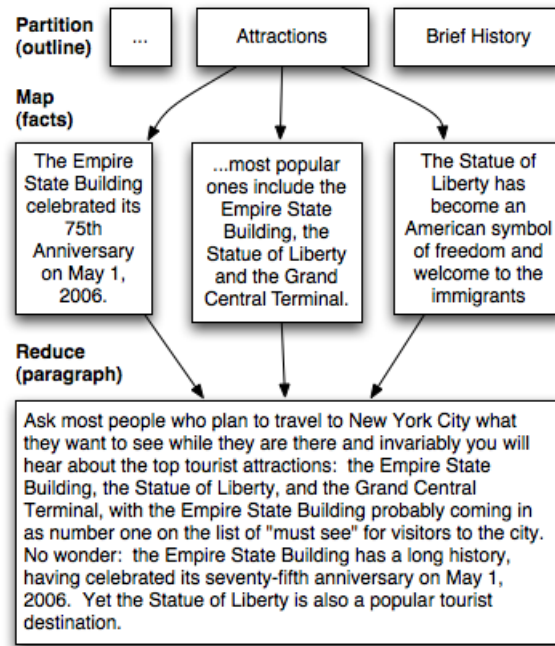 Partition
(outline)
...
Attractions
Brief History
Map
(facts)
The Empire
State Building
celebrated its
75th
Anniversary
on May 1,
2006.
...most popular
ones include the
Empire State
Building, the
Statue of Liberty
and the Grand
Central Terminal.
The Statue of
Liberty has
become an
American symbol
of freedom and
welcome to the
immigrants
Reduce
(paragraph)
Ask most people who plan to travel to New York City what
they want to see while they are there and invariably you will
hear about the top tourist attractions:  the Empire State
Building, the Statue of Liberty, and the Grand Central
Terminal, with the Empire State Building probably coming in
as number one on the list of "must see" for visitors to the city.
No wonder:  the Empire State Building has a long history,
having celebrated its seventy-fifth anniversary on May 1,
2006.  Yet the Statue of Liberty is also a popular tourist
destination.